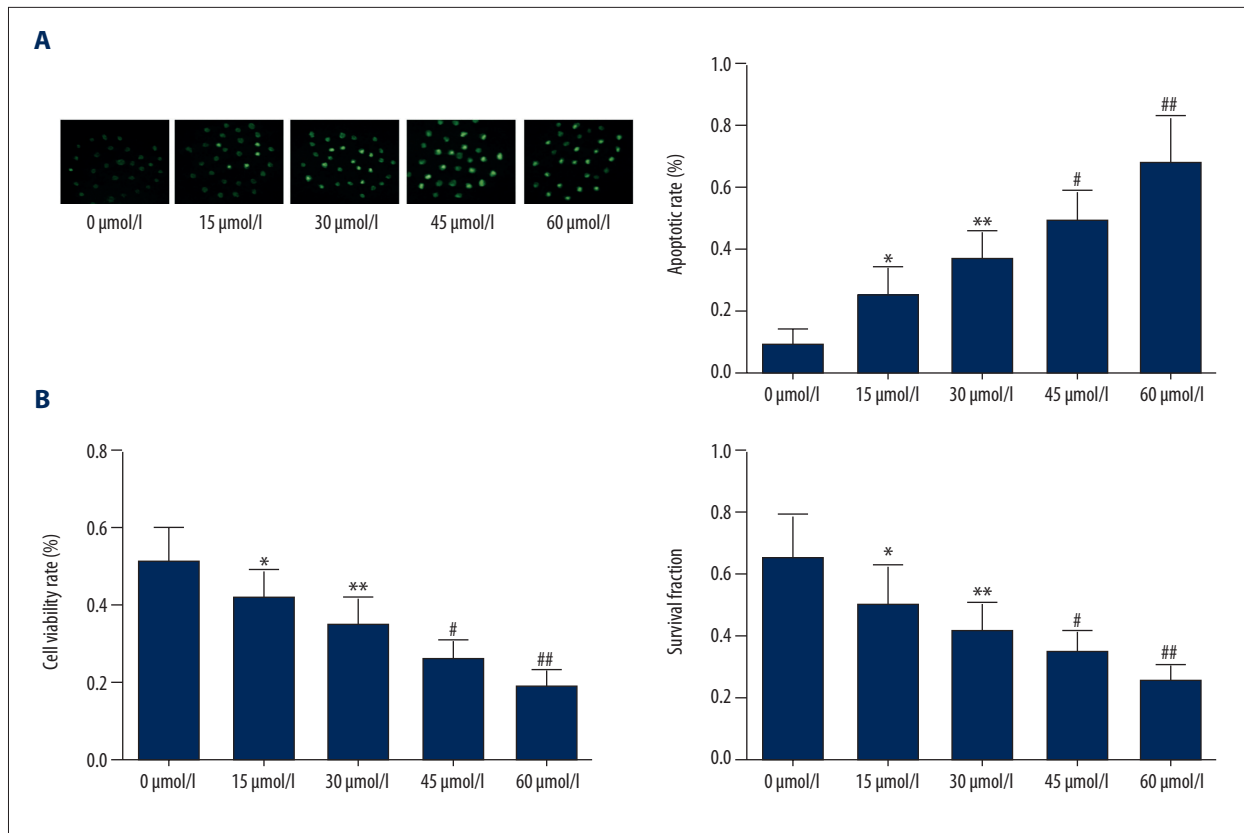 A
0 µmol/l 15 µmol/l 30 µmol/l 45 µmol/l 60 µmol/l
Apoptotic rate (%)
1.0
0.8
0.6
0.4
0.2
0.0
* ** # ##
0 µmol/l 15 µmol/l 30 µmol/l 45 µmol/l 60 µmol/l
B
Cell viability rate (%)
0.8
0.6
0.4
0.2
0.0
* ** # ##
0 µmol/l 15 µmol/l 30 µmol/l 45 µmol/l 60 µmol/l
Survival fraction
1.0
0.8
0.6
0.4
0.2
0.0
* ** # ##
0 µmol/l 15 µmol/l 30 µmol/l 45 µmol/l 60 µmol/l